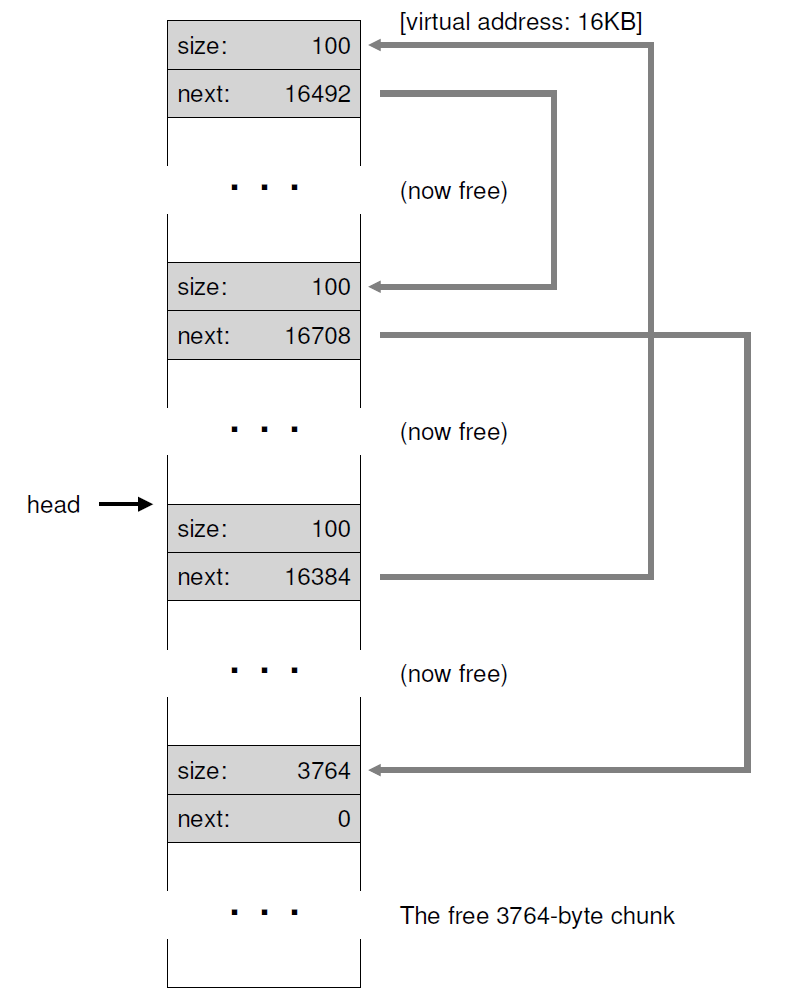 [virtual address: 16KB]
size: 100
next: 16492
. . .
(now free)
size: 100
next: 16708
. . .
(now free)
head
size: 100
next: 16384
. . .
(now free)
size: 3764
next: 0
. . .
The free 3764-byte chunk